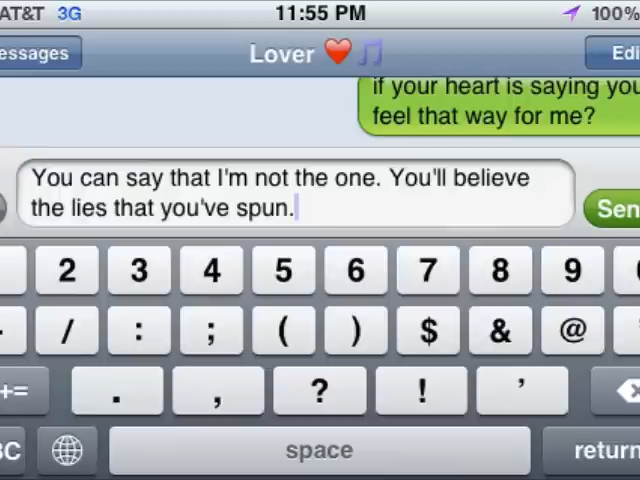 AT&T 3G 11:55 PM 100%
Messages Lover ❤️🎵 Edi
if your heart is saying you
feel that way for me?
You can say that I'm not the one. You'll believe
the lies that you've spun.
Sen
2 3 4 5 6 7 8 9
/ : ; ( ) $ & @
+= . , ? ! '
BC space return